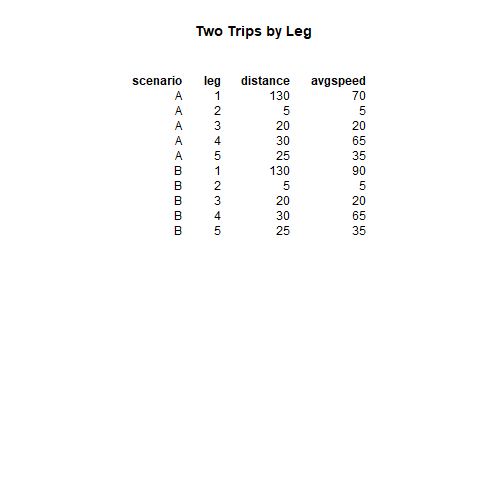 Two Trips by Leg
scenario leg distance avgspeed
A 1 130 70
A 2 5 5
A 3 20 20
A 4 30 65
A 5 25 35
B 1 130 90
B 2 5 5
B 3 20 20
B 4 30 65
B 5 25 35